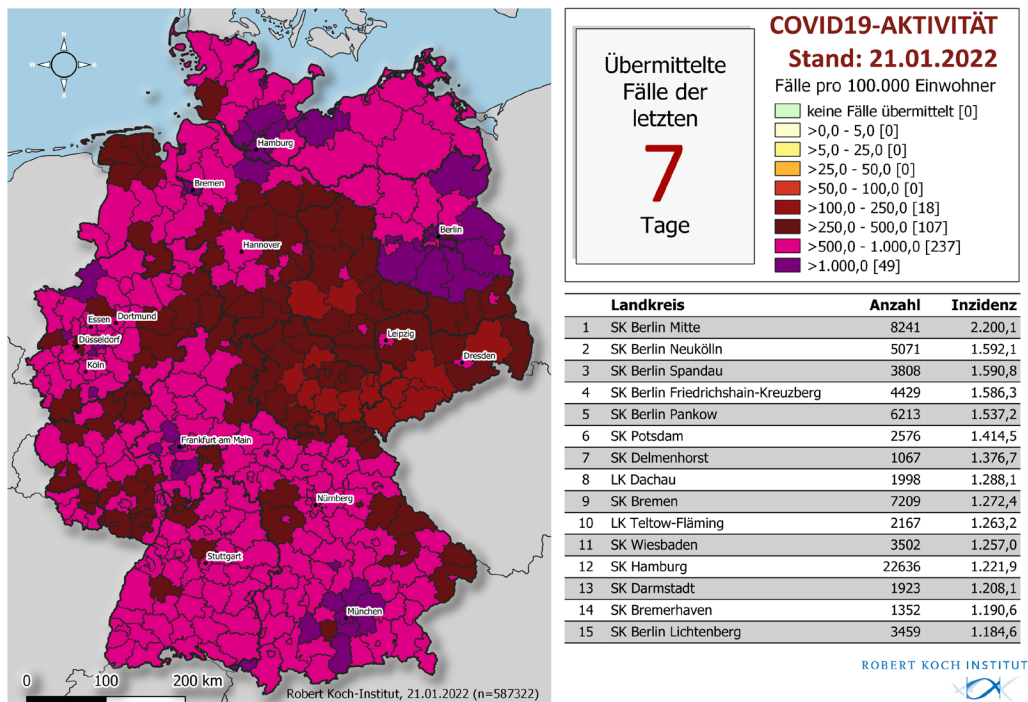 N
W
E
S
Hamburg
Bremen
Berlin
Hannover
Essen
Dortmund
Düsseldorf
Leipzig
Köln
Dresden
Frankfurt am Main
Nürnberg
Stuttgart
München
0 100 200 km
Robert Koch-Institut, 21.01.2022 (n=587322)
Übermittelte
Fälle der
letzten
7
Tage
COVID19-AKTIVITÄT
Stand: 21.01.2022
Fälle pro 100.000 Einwohner
keine Fälle übermittelt [0]
>0,0 - 5,0 [0]
>5,0 - 25,0 [0]
>25,0 - 50,0 [0]
>50,0 - 100,0 [0]
>100,0 - 250,0 [18]
>250,0 - 500,0 [107]
>500,0 - 1.000,0 [237]
>1.000,0 [49]
Landkreis Anzahl Inzidenz
1 SK Berlin Mitte 8241 2.200,1
2 SK Berlin Neukölln 5071 1.592,1
3 SK Berlin Spandau 3808 1.590,8
4 SK Berlin Friedrichshain-Kreuzberg 4429 1.586,3
5 SK Berlin Pankow 6213 1.537,2
6 SK Potsdam 2576 1.414,5
7 SK Delmenhorst 1067 1.376,7
8 LK Dachau 1998 1.288,1
9 SK Bremen 7209 1.272,4
10 LK Teltow-Fläming 2167 1.263,2
11 SK Wiesbaden 3502 1.257,0
12 SK Hamburg 22636 1.221,9
13 SK Darmstadt 1923 1.208,1
14 SK Bremerhaven 1352 1.190,6
15 SK Berlin Lichtenberg 3459 1.184,6
ROBERT KOCH INSTITUT